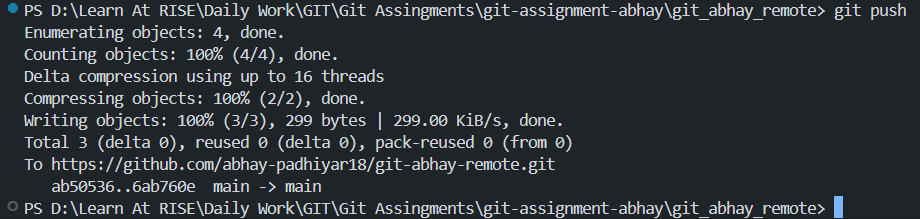 PS D:\Learn At RISE\Daily Work\GIT\Git Assingments\git-assignment-abhay\git_abhay_remote> git push
Enumerating objects: 4, done.
Counting objects: 100% (4/4), done.
Delta compression using up to 16 threads
Compressing objects: 100% (2/2), done.
Writing objects: 100% (3/3), 299 bytes | 299.00 KiB/s, done.
Total 3 (delta 0), reused 0 (delta 0), pack-reused 0 (from 0)
To https://github.com/abhay-padhiyar18/git-abhay-remote.git
   ab50536..6ab760e  main -> main
PS D:\Learn At RISE\Daily Work\GIT\Git Assingments\git-assignment-abhay\git_abhay_remote>